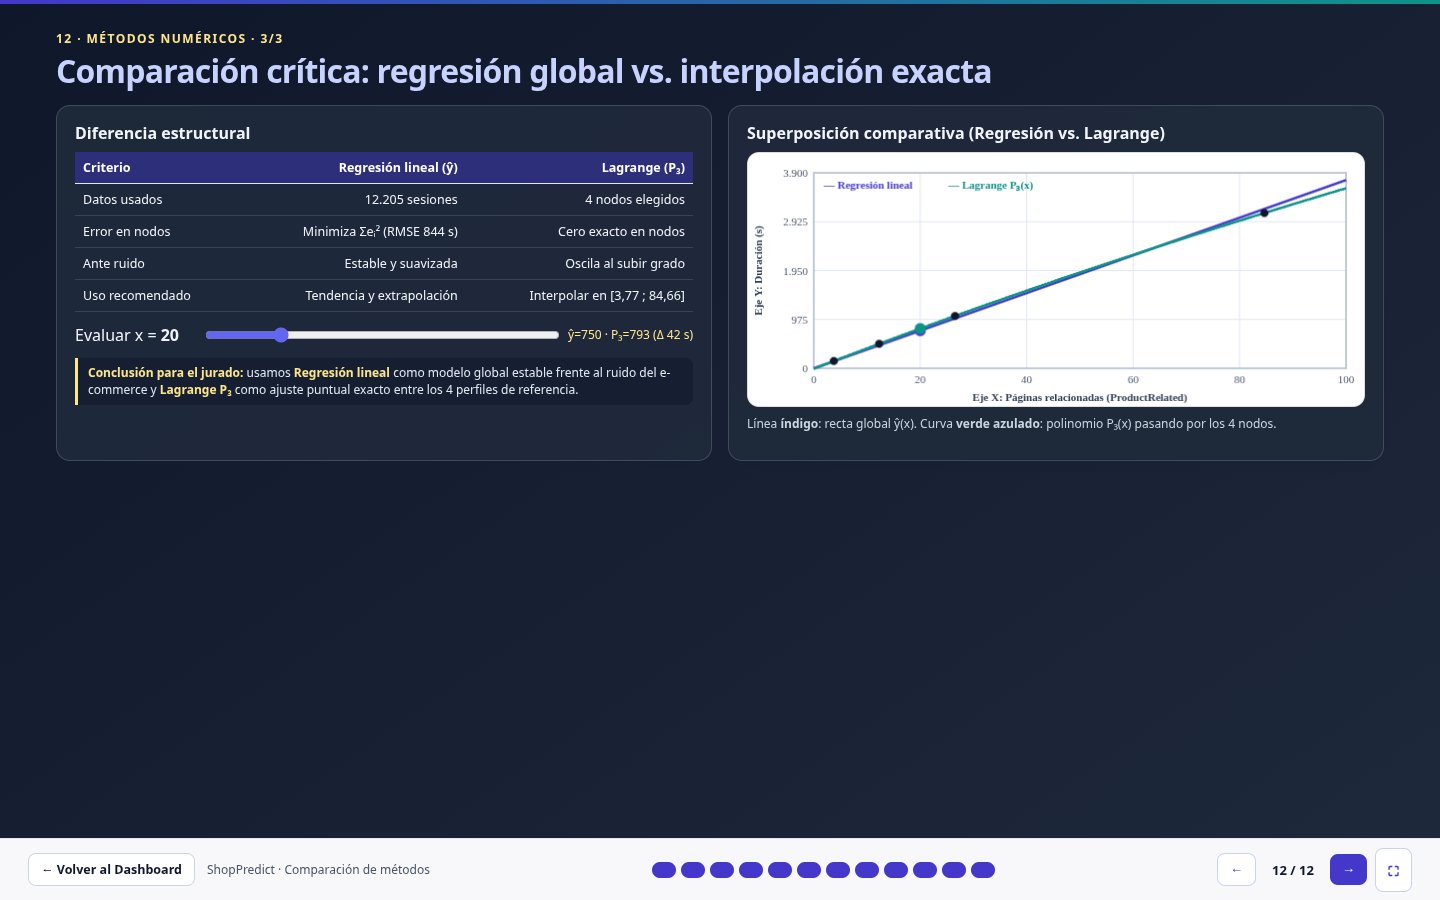 12 · MÉTODOS NUMÉRICOS · 3/3
Comparación crítica: regresión global vs. interpolación exacta
Diferencia estructural
Criterio Regresión lineal (ŷ) Lagrange (P₃)
Datos usados 12.205 sesiones 4 nodos elegidos
Error en nodos Minimiza Σeᵢ² (RMSE 844 s) Cero exacto en nodos
Ante ruido Estable y suavizada Oscila al subir grado
Uso recomendado Tendencia y extrapolación Interpolar en [3,77 ; 84,66]
Evaluar x = 20 ŷ=750 · P₃=793 (Δ 42 s)
Conclusión para el jurado: usamos Regresión lineal como modelo global estable frente al ruido del e-
commerce y Lagrange P₃ como ajuste puntual exacto entre los 4 perfiles de referencia.
Superposición comparativa (Regresión vs. Lagrange)
— Regresión lineal — Lagrange P₃(x)
Eje Y: Duración (s)
3.900
2.925
1.950
975
0
0 20 40 60 80 100
Eje X: Páginas relacionadas (ProductRelated)
Línea índigo: recta global ŷ(x). Curva verde azulado: polinomio P₃(x) pasando por los 4 nodos.
← Volver al Dashboard ShopPredict · Comparación de métodos ← 12 / 12 →